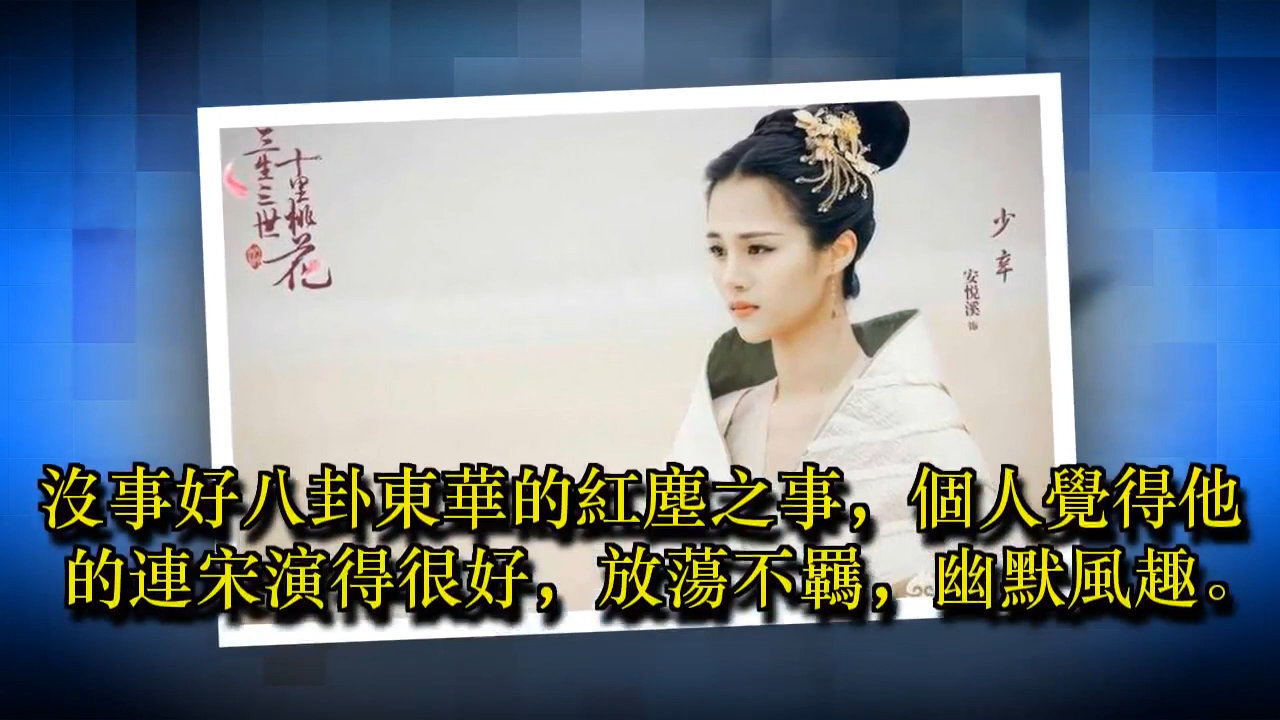 三生三世
十里桃花
少辛
安悦溪 饰
沒事好八卦東華的紅塵之事，個人覺得他
的連宋演得很好，放蕩不羈，幽默風趣。